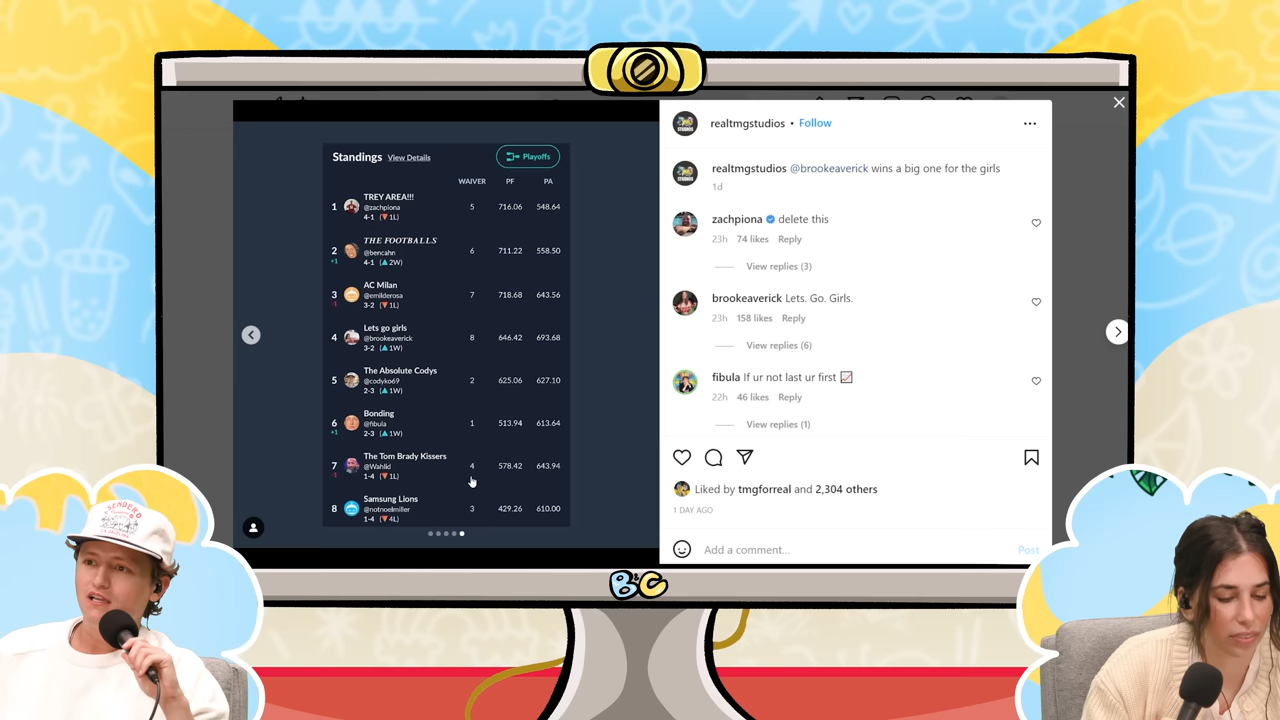 Standings View Details Playoffs
WAIVER PF PA
1 TREY AREA!!! 5 716.06 548.64
@zachpiona
4-1 (▼1L)
2 THE FOOTBALLS 6 711.22 558.50
+1 @bencahn
4-1 (▲2W)
3 AC Milan 7 718.68 643.56
-1 @emilderosa
3-2 (▼1L)
4 Lets go girls 8 646.42 693.68
@brookeaverick
3-2 (▲1W)
5 The Absolute Codys 2 625.06 627.10
@codyko69
2-3 (▲1W)
6 Bonding 1 513.94 613.64
+1 @fibula
2-3 (▲1W)
7 The Tom Brady Kissers 4 578.42 643.94
-1 @Wahlid
1-4 (▼1L)
8 Samsung Lions 3 429.26 610.00
@notnoelmiller
1-4 (▼4L)
STUDIOS
realtmgstudios • Follow
realtmgstudios @brookeaverick wins a big one for the girls
1d
zachpiona delete this
23h 74 likes Reply
View replies (3)
brookeaverick Lets. Go. Girls.
23h 158 likes Reply
View replies (6)
fibula If ur not last ur first 📈
22h 46 likes Reply
View replies (1)
Liked by tmgforreal and 2,304 others
1 DAY AGO
Add a comment... Post
B&C
SENDERO